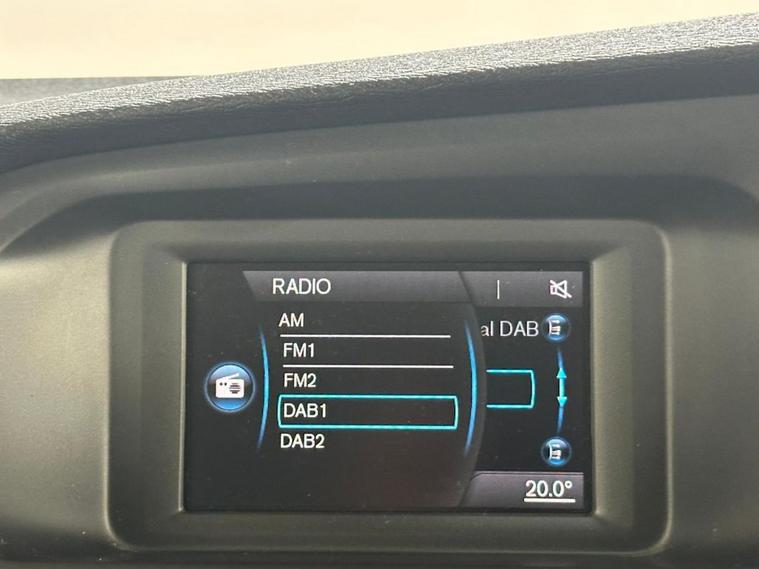 RADIO
AM
al DAB
FM1
FM2
DAB1
DAB2
20.0°